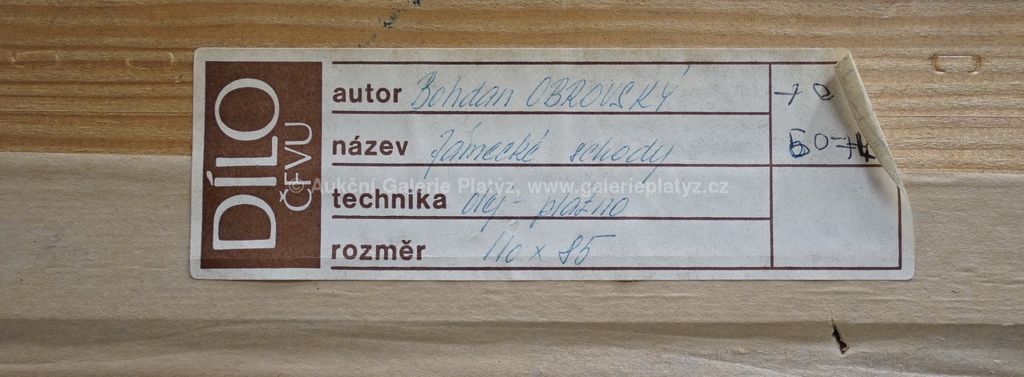 DÍLO
ČFVU
autor Bohdan OBROVSKÝ
název Zámecké schody
technika olej - plátno
rozměr 110 x 85
5074
© Aukční Galerie Platýz, www.galerieplatyz.cz